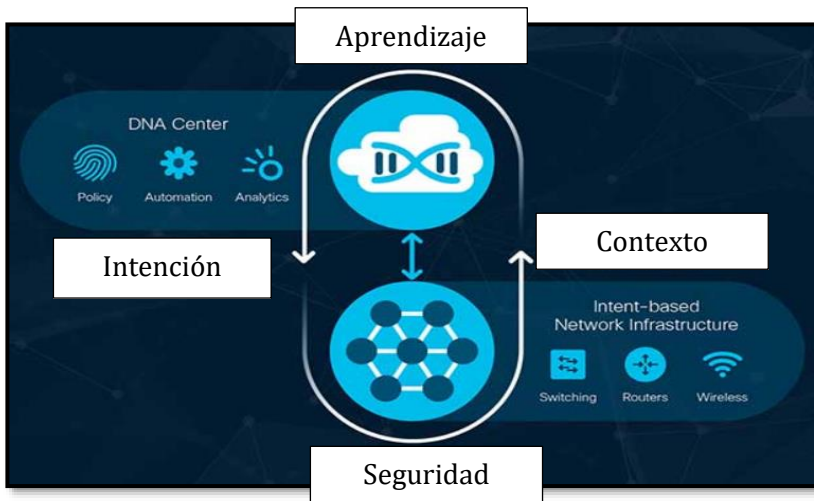 Aprendizaje
DNA Center
Policy
Automation
Analytics
Intención
Contexto
Intent-based
Network Infrastructure
Switching
Routers
Wireless
Seguridad